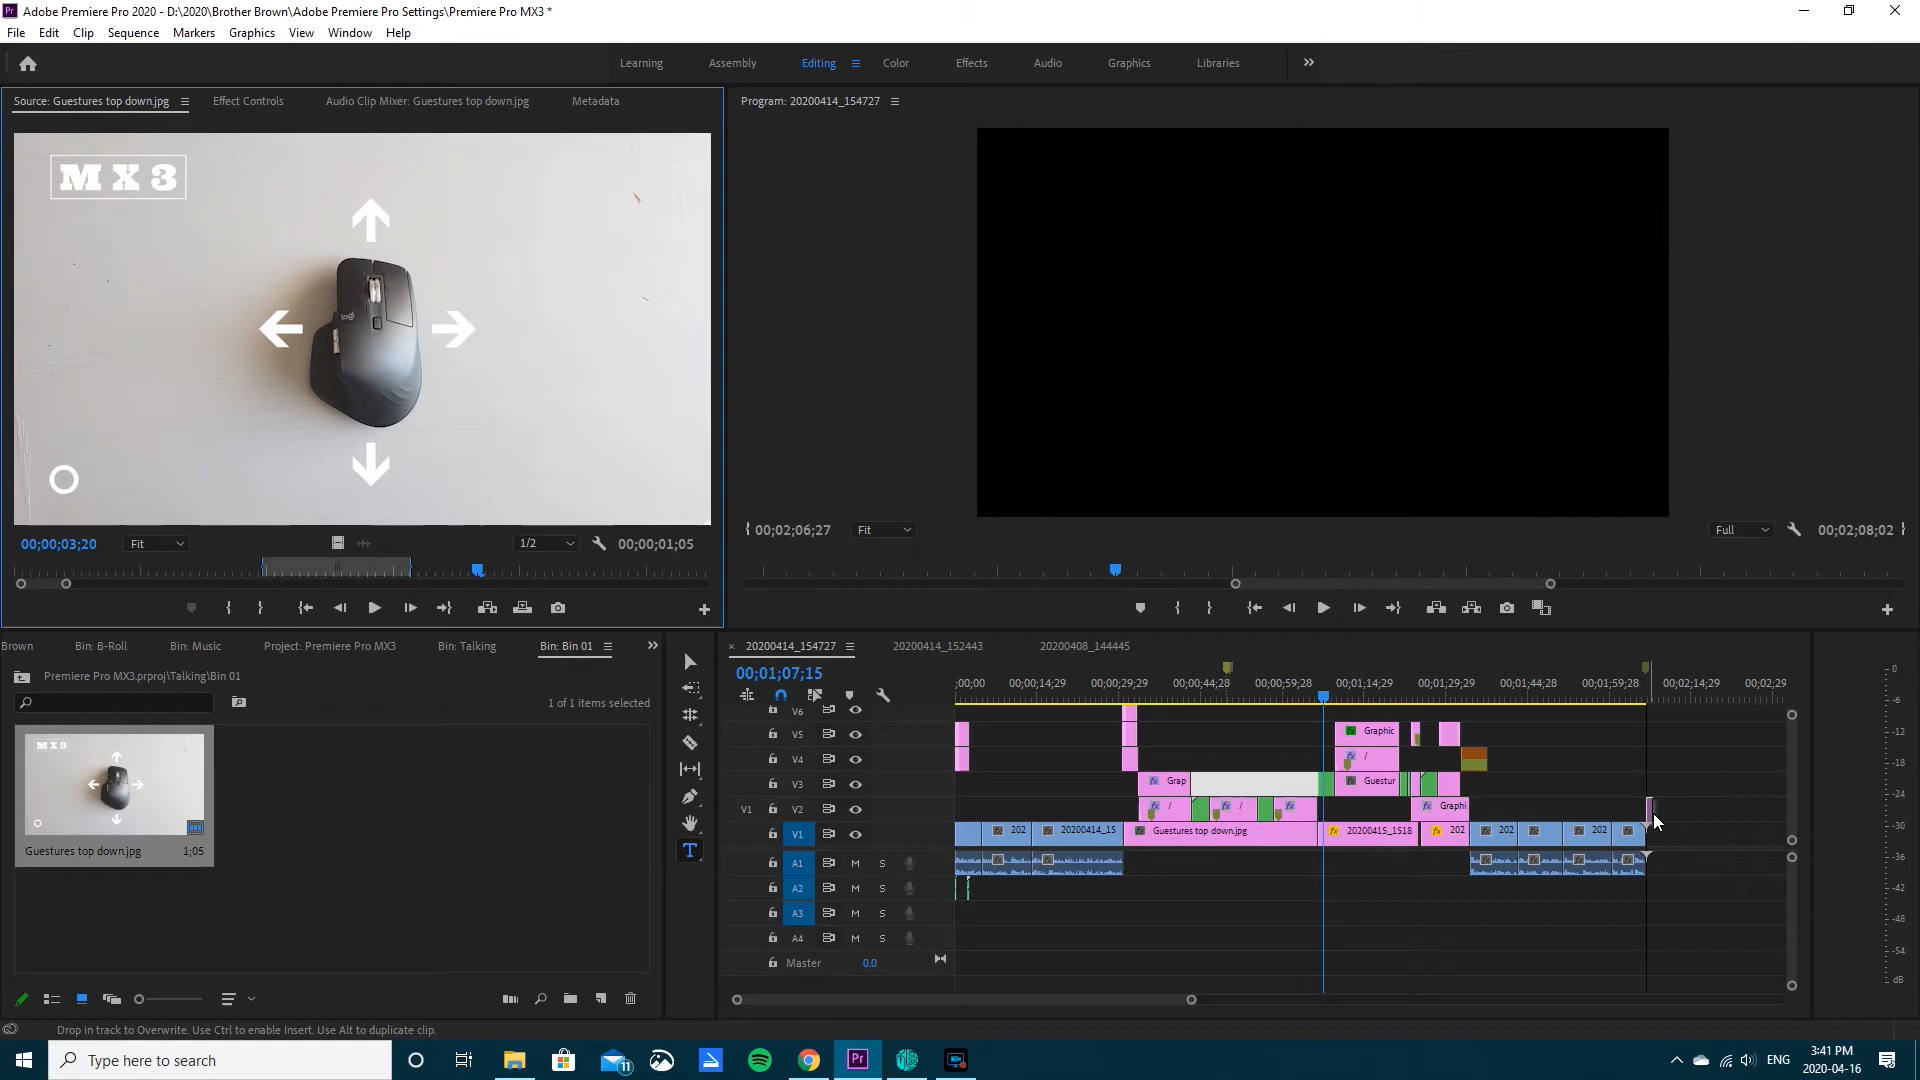 Adobe Premiere Pro 2020 - D:\2020\Brother Brown\Adobe Premiere Pro Settings\Premiere Pro MX3 *
File Edit Clip Sequence Markers Graphics View Window Help
Learning Assembly Editing Color Effects Audio Graphics Libraries
Source: Guestures top down.jpg Effect Controls Audio Clip Mixer: Guestures top down.jpg Metadata
Program: 20200414_154727
MX3
logi
00;00;03;20 Fit 1/2 00;00;01;05
00;02;06;27 Fit Full 00;02;08;02
Brown Bin: B-Roll Bin: Music Project: Premiere Pro MX3 Bin: Talking Bin: Bin 01
Premiere Pro MX3.prproj\Talking\Bin 01
1 of 1 items selected
MX3
Guestures top down.jpg 1;05
20200414_154727 20200414_152443 20200408_144445
00;01;07;15
;00;00 00;00;14;29 00;00;29;29 00;00;44;28 00;00;59;28 00;01;14;29 00;01;29;29 00;01;44;28 00;01;59;28 00;02;14;29 00;02;29
V6
V5 Graphic
V4 /
V3 Grap Guestur
V1 V2 / / Graphi
V1 202 20200414_15 Guestures top down.jpg 20200415_1518 202 202 202
A1 M S
A2 M S
A3 M S
A4 M S
Master 0.0
0
-6
-12
-18
-24
-30
-36
-42
-48
-54
dB
Drop in track to Overwrite. Use Ctrl to enable Insert. Use Alt to duplicate clip.
Type here to search
11
Pr
ENG
3:41 PM
2020-04-16